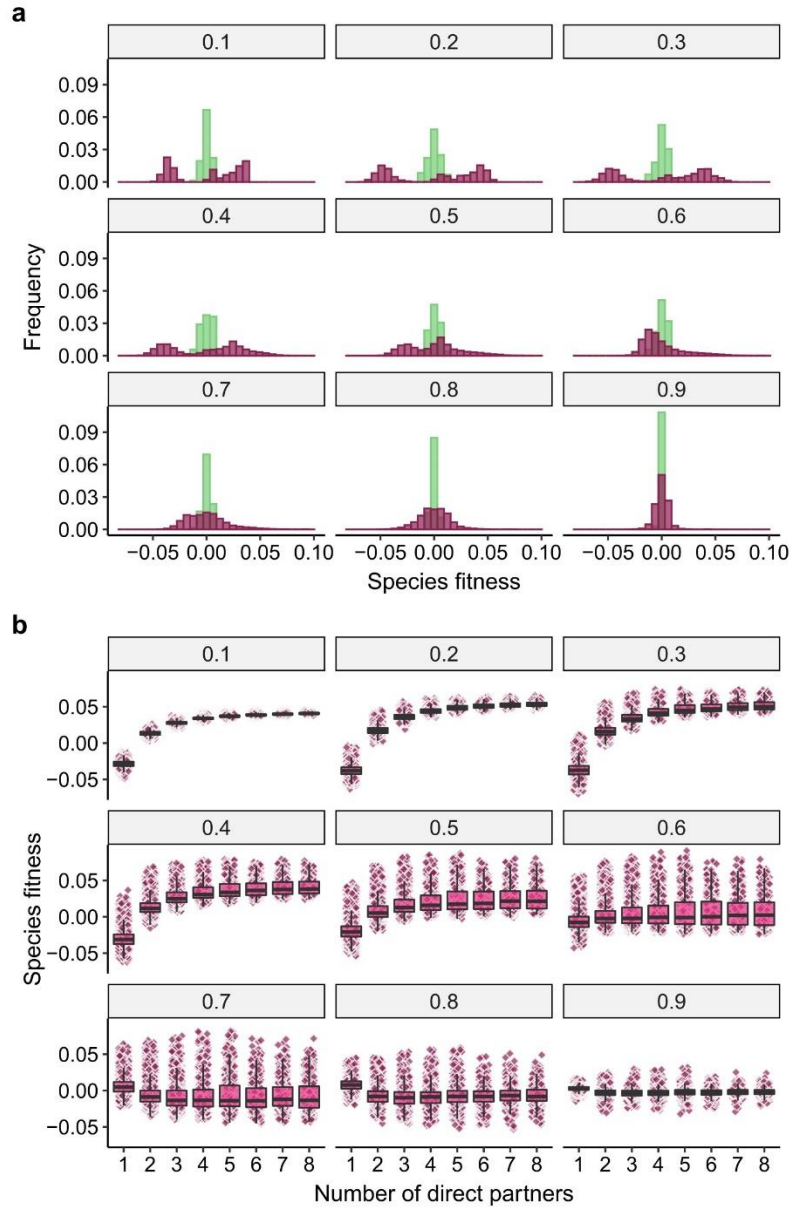 a
0.1 0.2 0.3
0.09
0.06
0.03
0.00
0.4 0.5 0.6
0.09
0.06
0.03
0.00
Frequency
0.7 0.8 0.9
0.09
0.06
0.03
0.00
−0.05 0.00 0.05 0.10 −0.05 0.00 0.05 0.10 −0.05 0.00 0.05 0.10
Species fitness
b
0.1 0.2 0.3
0.05
0.00
−0.05
0.4 0.5 0.6
0.05
0.00
−0.05
Species fitness
0.7 0.8 0.9
0.05
0.00
−0.05
1 2 3 4 5 6 7 8 1 2 3 4 5 6 7 8 1 2 3 4 5 6 7 8
Number of direct partners